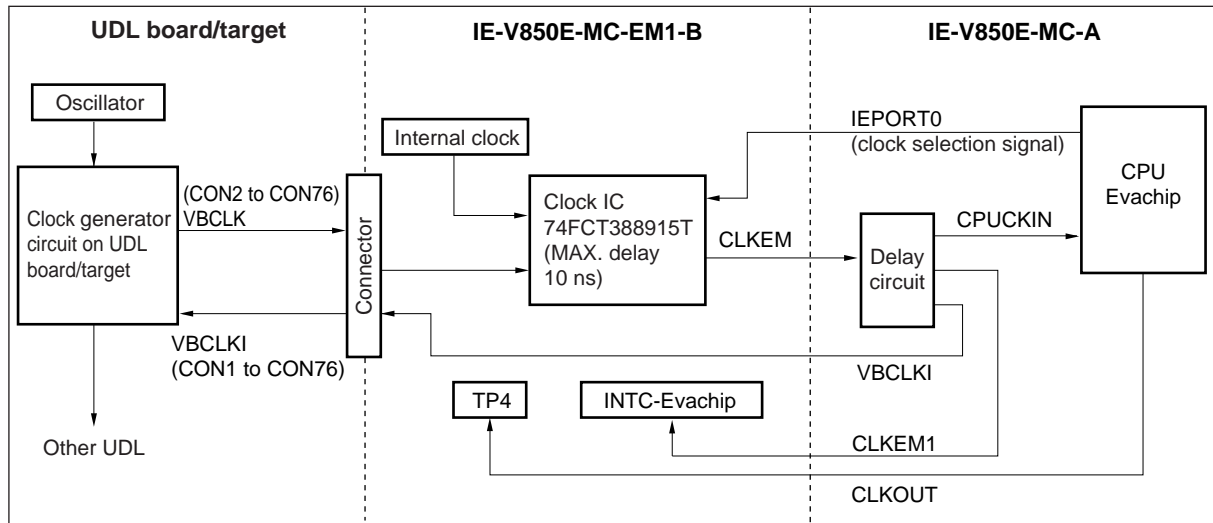 UDL board/target
IE-V850E-MC-EM1-B
IE-V850E-MC-A
Oscillator
Clock generator
circuit on UDL
board/target
(CON2 to CON76)
VBCLK
VBCLKI
(CON1 to CON76)
Other UDL
Connector
Internal clock
Clock IC
74FCT388915T
(MAX. delay
10 ns)
CLKEM
TP4
INTC-Evachip
IEPORT0
(clock selection signal)
CPU
Evachip
CPUCKIN
Delay
circuit
VBCLKI
CLKEM1
CLKOUT